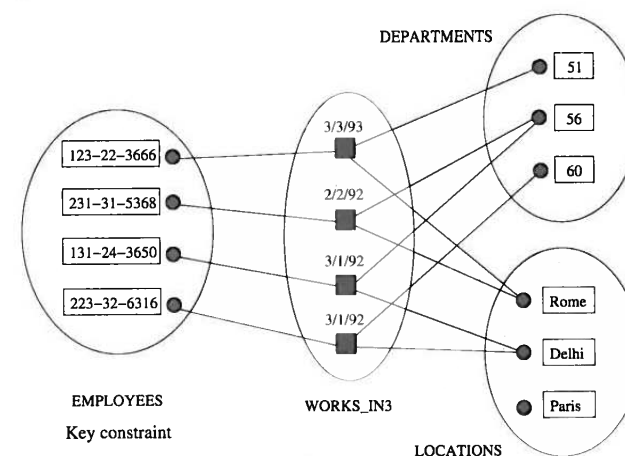 DEPARTMENTS
51
56
60
3/3/93
2/2/92
3/1/92
3/1/92
123-22-3666
231-31-5368
131-24-3650
223-32-6316
Rome
Delhi
Paris
EMPLOYEES
WORKS_IN3
Key constraint
LOCATIONS